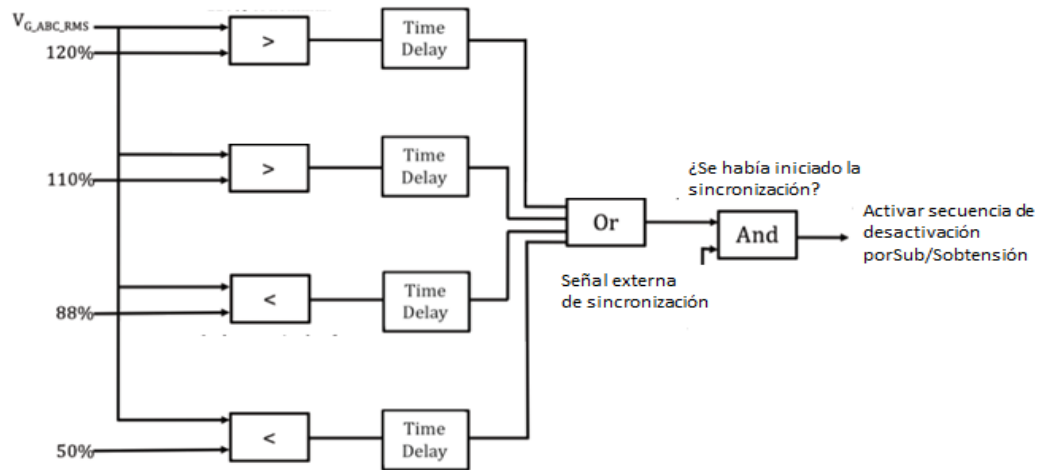 V_G_ABC_RMS
120%
>
Time
Delay
110%
>
Time
Delay
88%
<
Time
Delay
50%
<
Time
Delay
Or
¿Se había iniciado la
sincronización?
And
Señal externa
de sincronización
Activar secuencia de
desactivación
porSub/Sobtensión